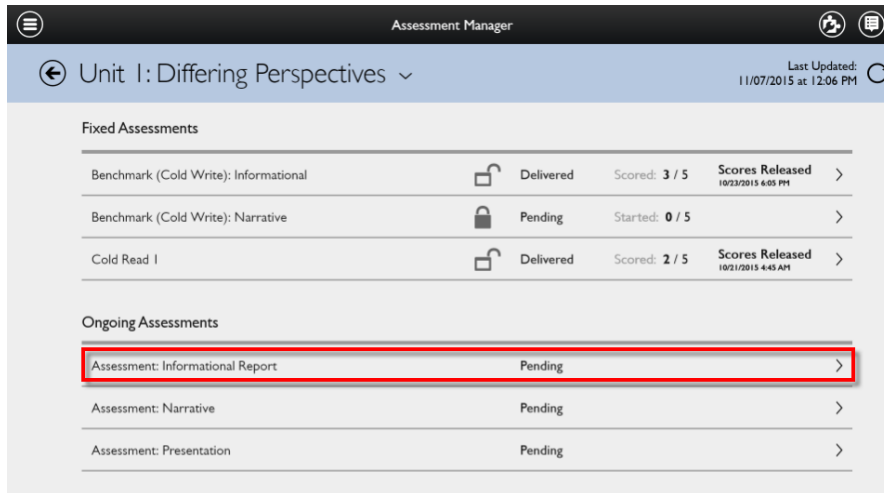 Assessment Manager
Unit 1: Differing Perspectives
Last Updated:
11/07/2015 at 12:06 PM
Fixed Assessments
Benchmark (Cold Write): Informational Delivered Scored: 3 / 5 Scores Released
10/23/2015 6:05 PM
Benchmark (Cold Write): Narrative Pending Started: 0 / 5
Cold Read 1 Delivered Scored: 2 / 5 Scores Released
10/21/2015 4:45 AM
Ongoing Assessments
Assessment: Informational Report Pending
Assessment: Narrative Pending
Assessment: Presentation Pending